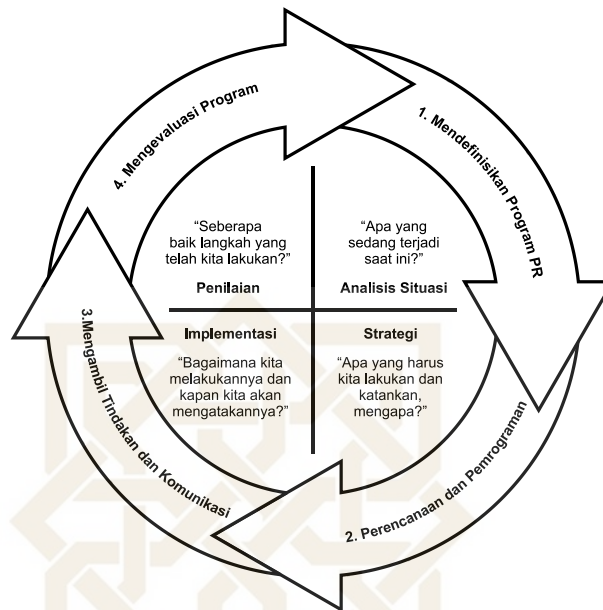 4. Mengevaluasi Program
1. Mendefinisikan Program PR
“Seberapa
baik langkah yang
telah kita lakukan?”
Penilaian
“Apa yang
sedang terjadi
saat ini?”
Analisis Situasi
Implementasi
“Bagaimana kita
melakukannya dan
kapan kita akan
mengatakannya?”
Strategi
“Apa yang harus
kita lakukan dan
katankan,
mengapa?”
3.Mengambil Tindakan dan Komunikasi
2. Perencanaan dan Pemrograman